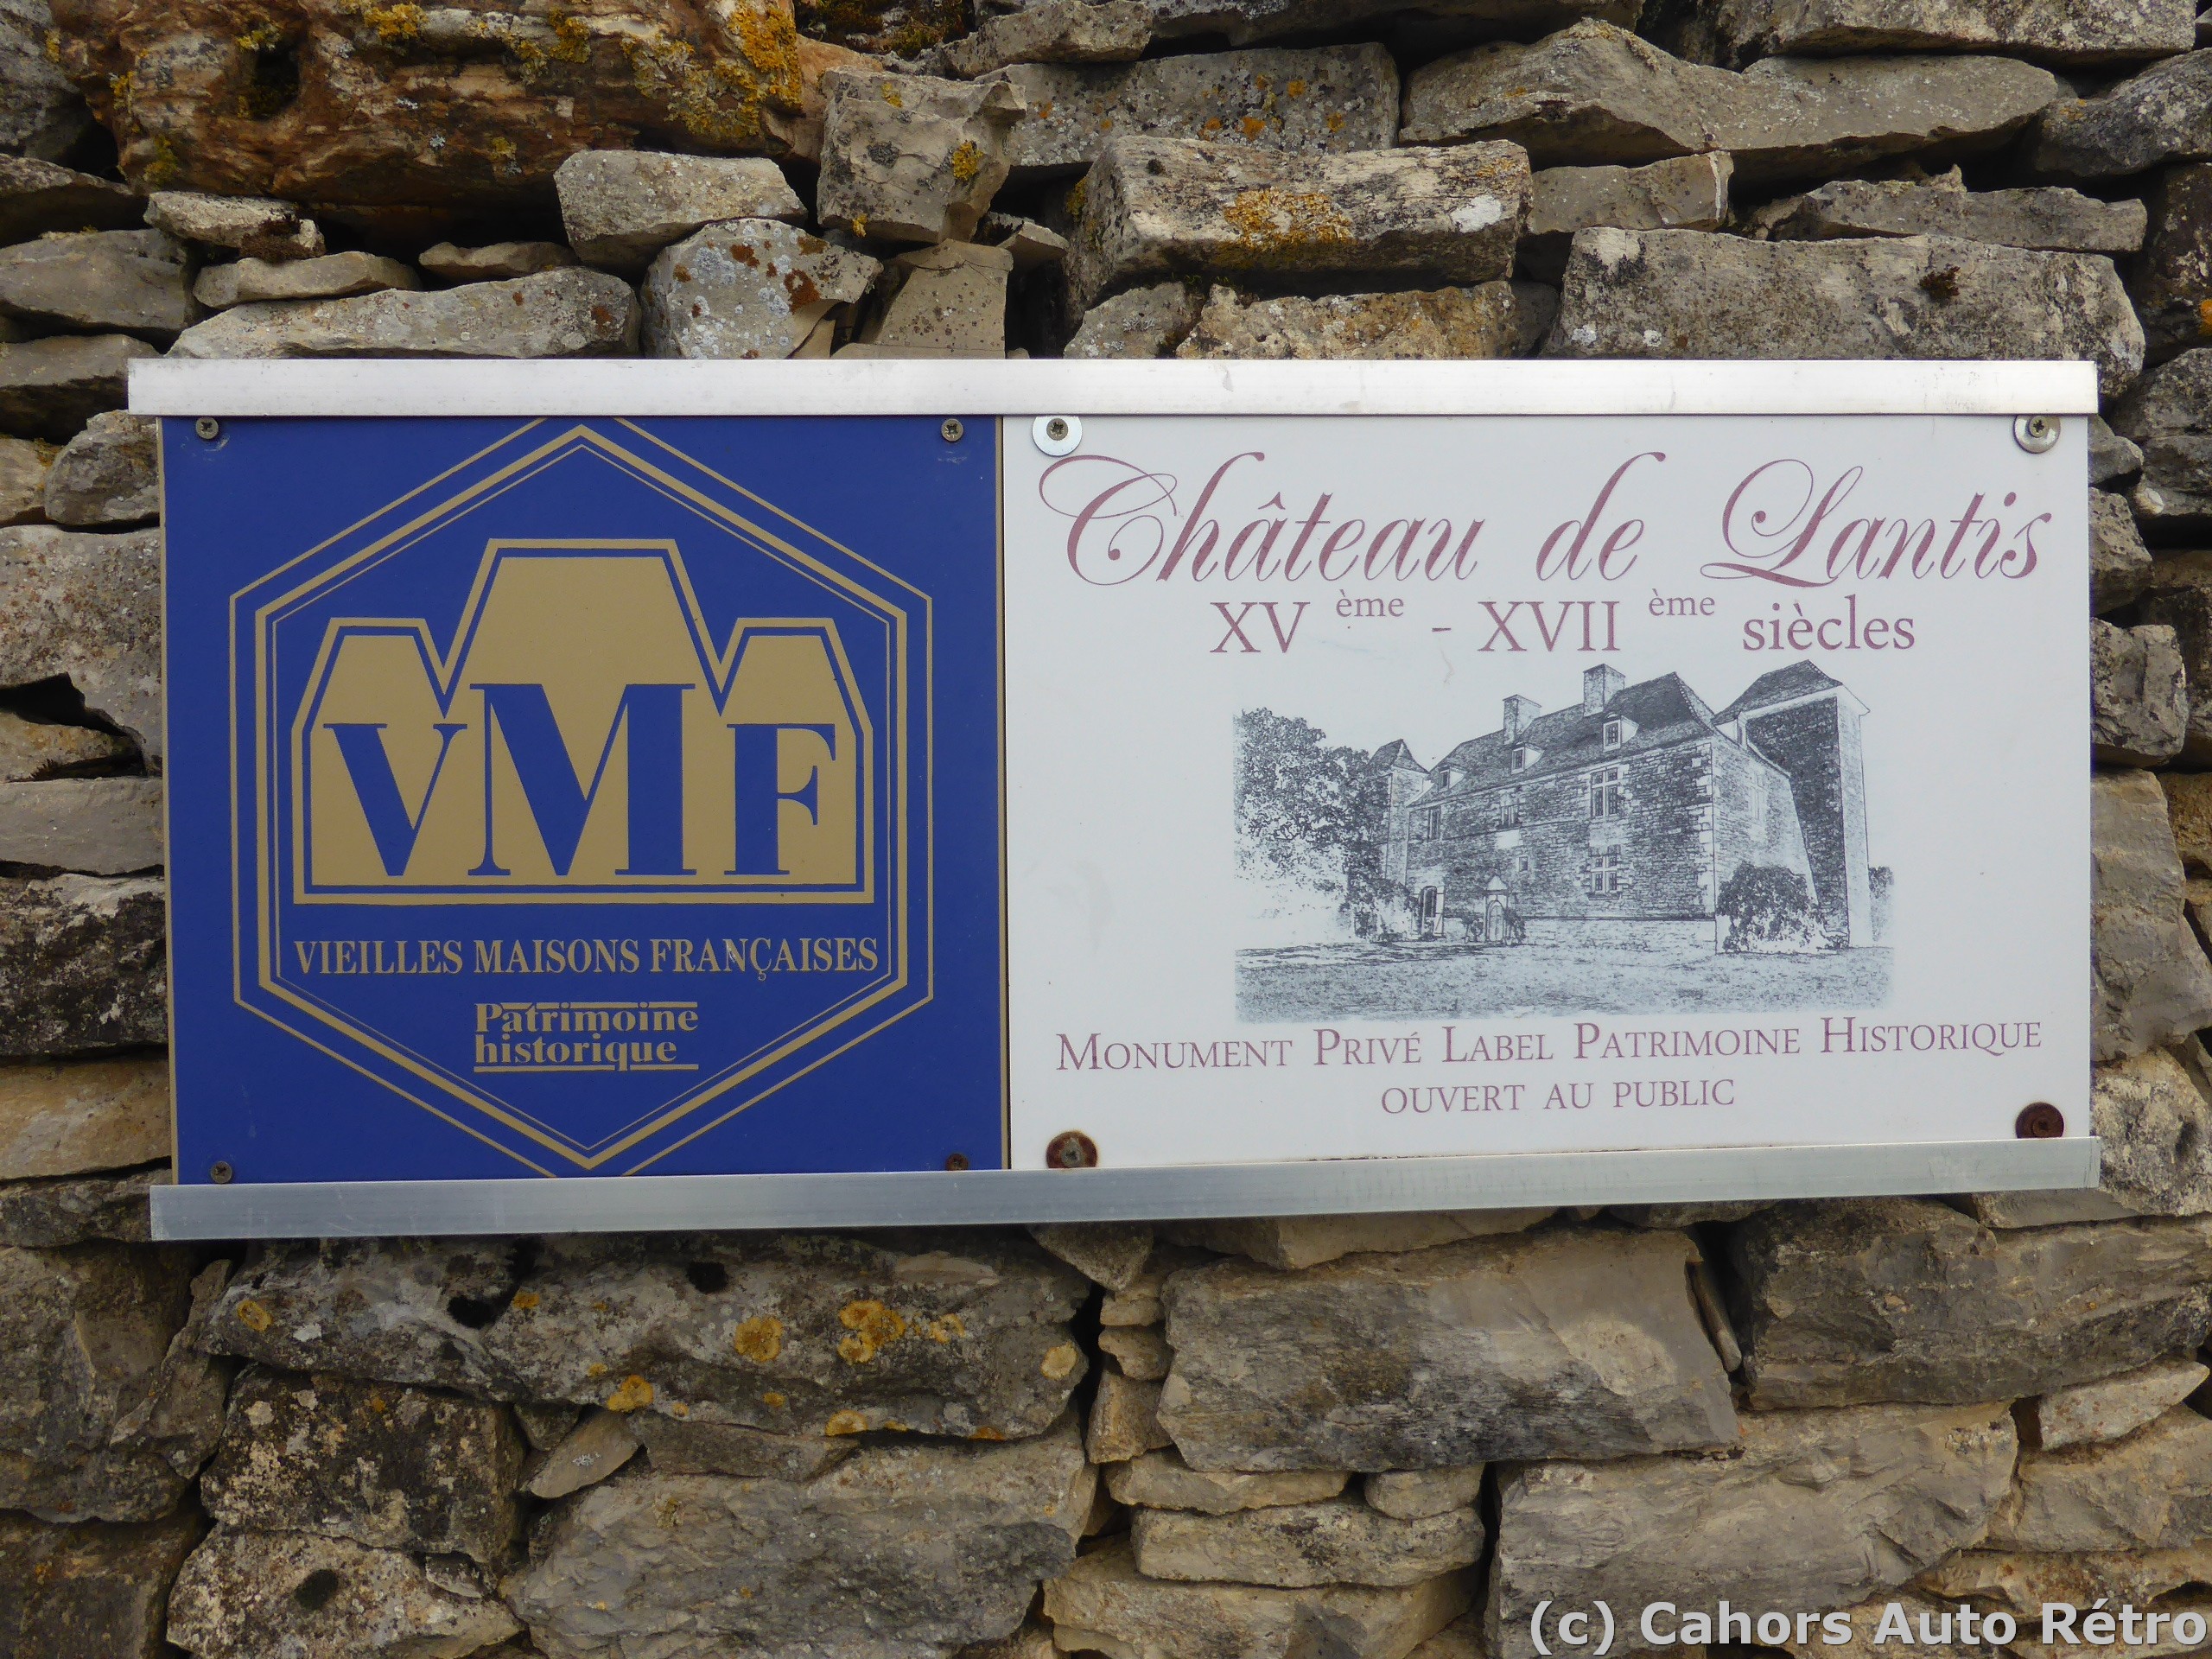 VMF
VIEILLES MAISONS FRANÇAISES
Patrimoine
historique
Château de Lantis
XV ème - XVII ème siècles
MONUMENT PRIVÉ LABEL PATRIMOINE HISTORIQUE
OUVERT AU PUBLIC
(c) Cahors Auto Rétro